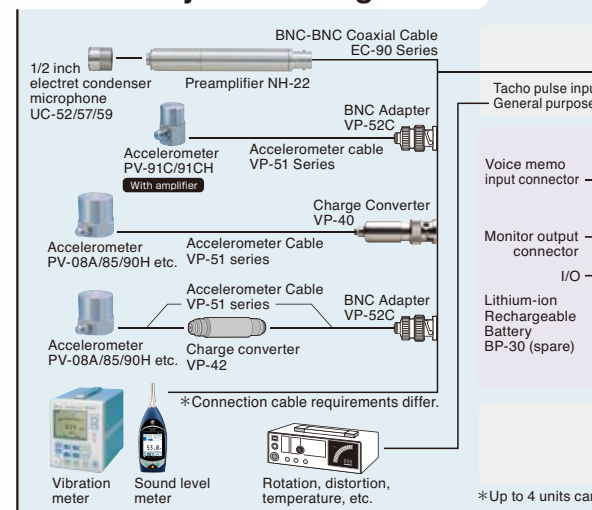 BNC-BNC Coaxial Cable
EC-90 Series
1/2 inch
electret condenser
microphone
UC-52/57/59
Preamplifier NH-22
Tacho pulse
General purpose
BNC Adapter
VP-52C
Accelerometer
PV-91C/91CH
With amplifier
Accelerometer cable
VP-51 Series
Voice memo
input connector
Charge Converter
VP-40
Accelerometer
PV-08A/85/90H etc.
Accelerometer Cable
VP-51 series
Monitor output
connector
I/O
Accelerometer Cable
VP-51 series
BNC Adapter
VP-52C
Lithium-ion
Rechargeable
Battery
BP-30 (spare)
Accelerometer
PV-08A/85/90H etc.
Charge converter
VP-42
＊Connection cable requirements differ.
Vibration
meter
Sound level
meter
Rotation, distortion,
temperature, etc.
＊Up to 4 units